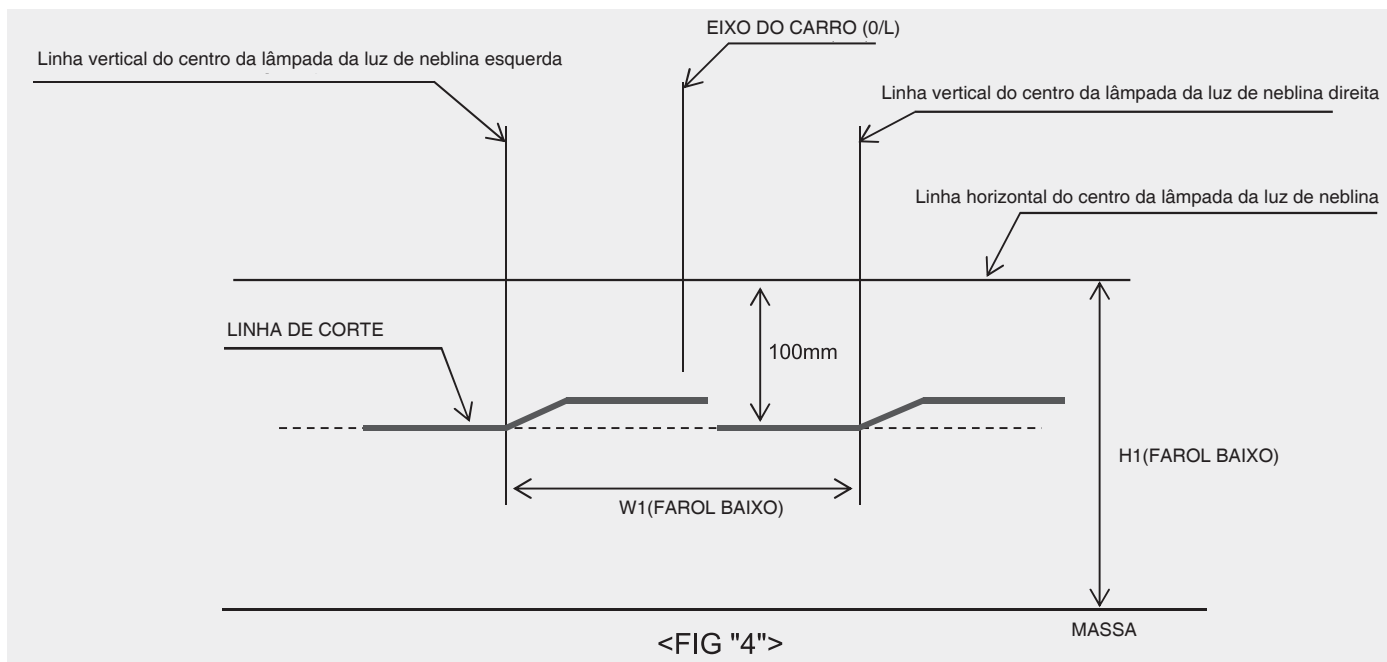 EIXO DO CARRO (0/L)
Linha vertical do centro da lâmpada da luz de neblina esquerda
Linha vertical do centro da lâmpada da luz de neblina direita
Linha horizontal do centro da lâmpada da luz de neblina
LINHA DE CORTE
100mm
H1(FAROL BAIXO)
W1(FAROL BAIXO)
MASSA
<FIG "4">